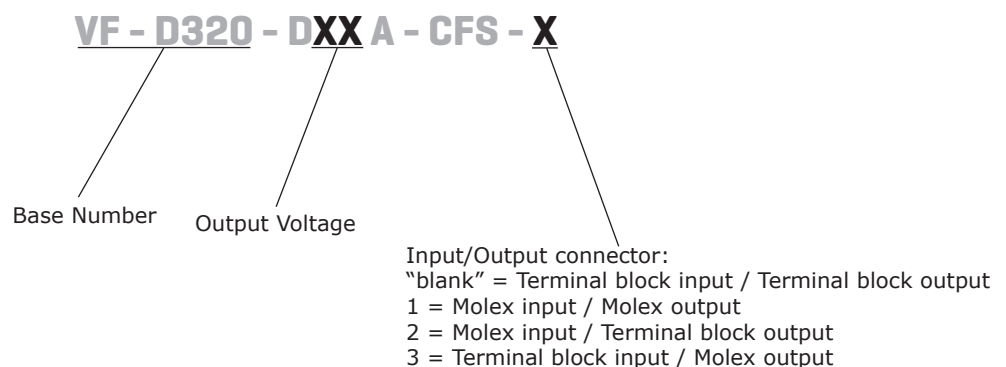 VF - D320 - DXX A - CFS - X
Base Number
Output Voltage
Input/Output connector:
“blank” = Terminal block input / Terminal block output
1 = Molex input / Molex output
2 = Molex input / Terminal block output
3 = Terminal block input / Molex output